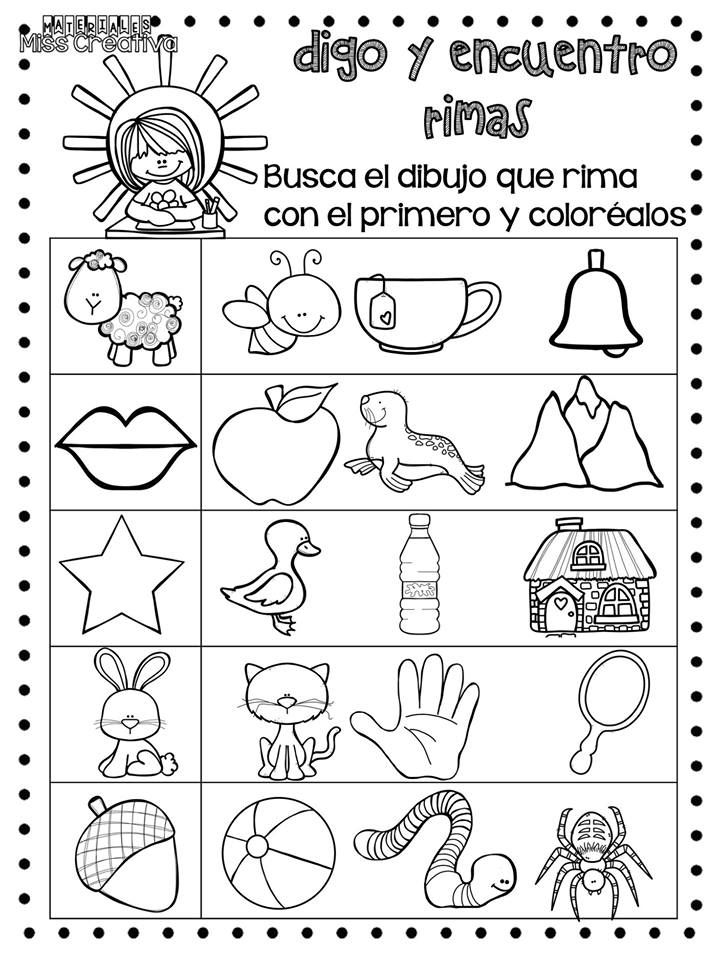 MATERIALES
Miss Creativa
digo y encuentro
rimas
Busca el dibujo que rima
con el primero y coloréalos